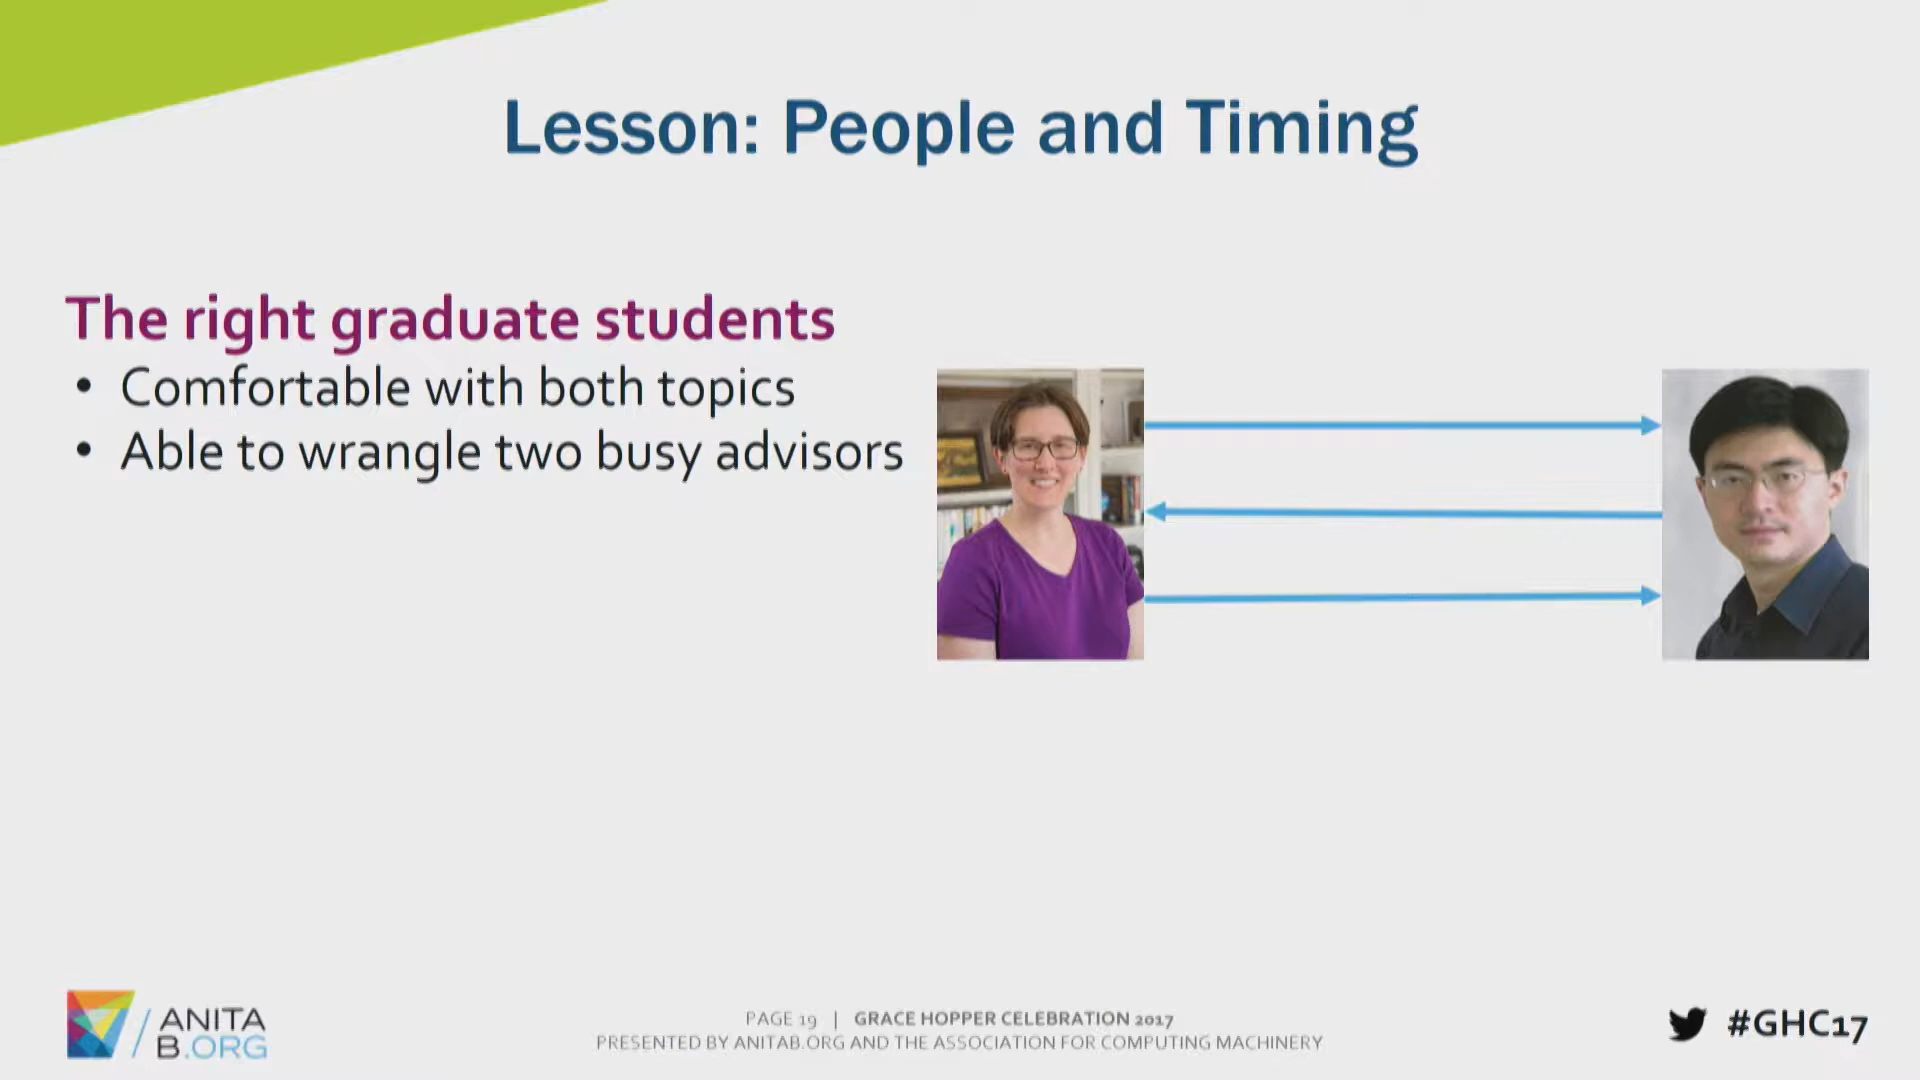 Lesson: People and Timing
The right graduate students
• Comfortable with both topics
• Able to wrangle two busy advisors
ANITA
B.ORG
PAGE 19 | GRACE HOPPER CELEBRATION 2017
PRESENTED BY ANITAB.ORG AND THE ASSOCIATION FOR COMPUTING MACHINERY
#GHC17